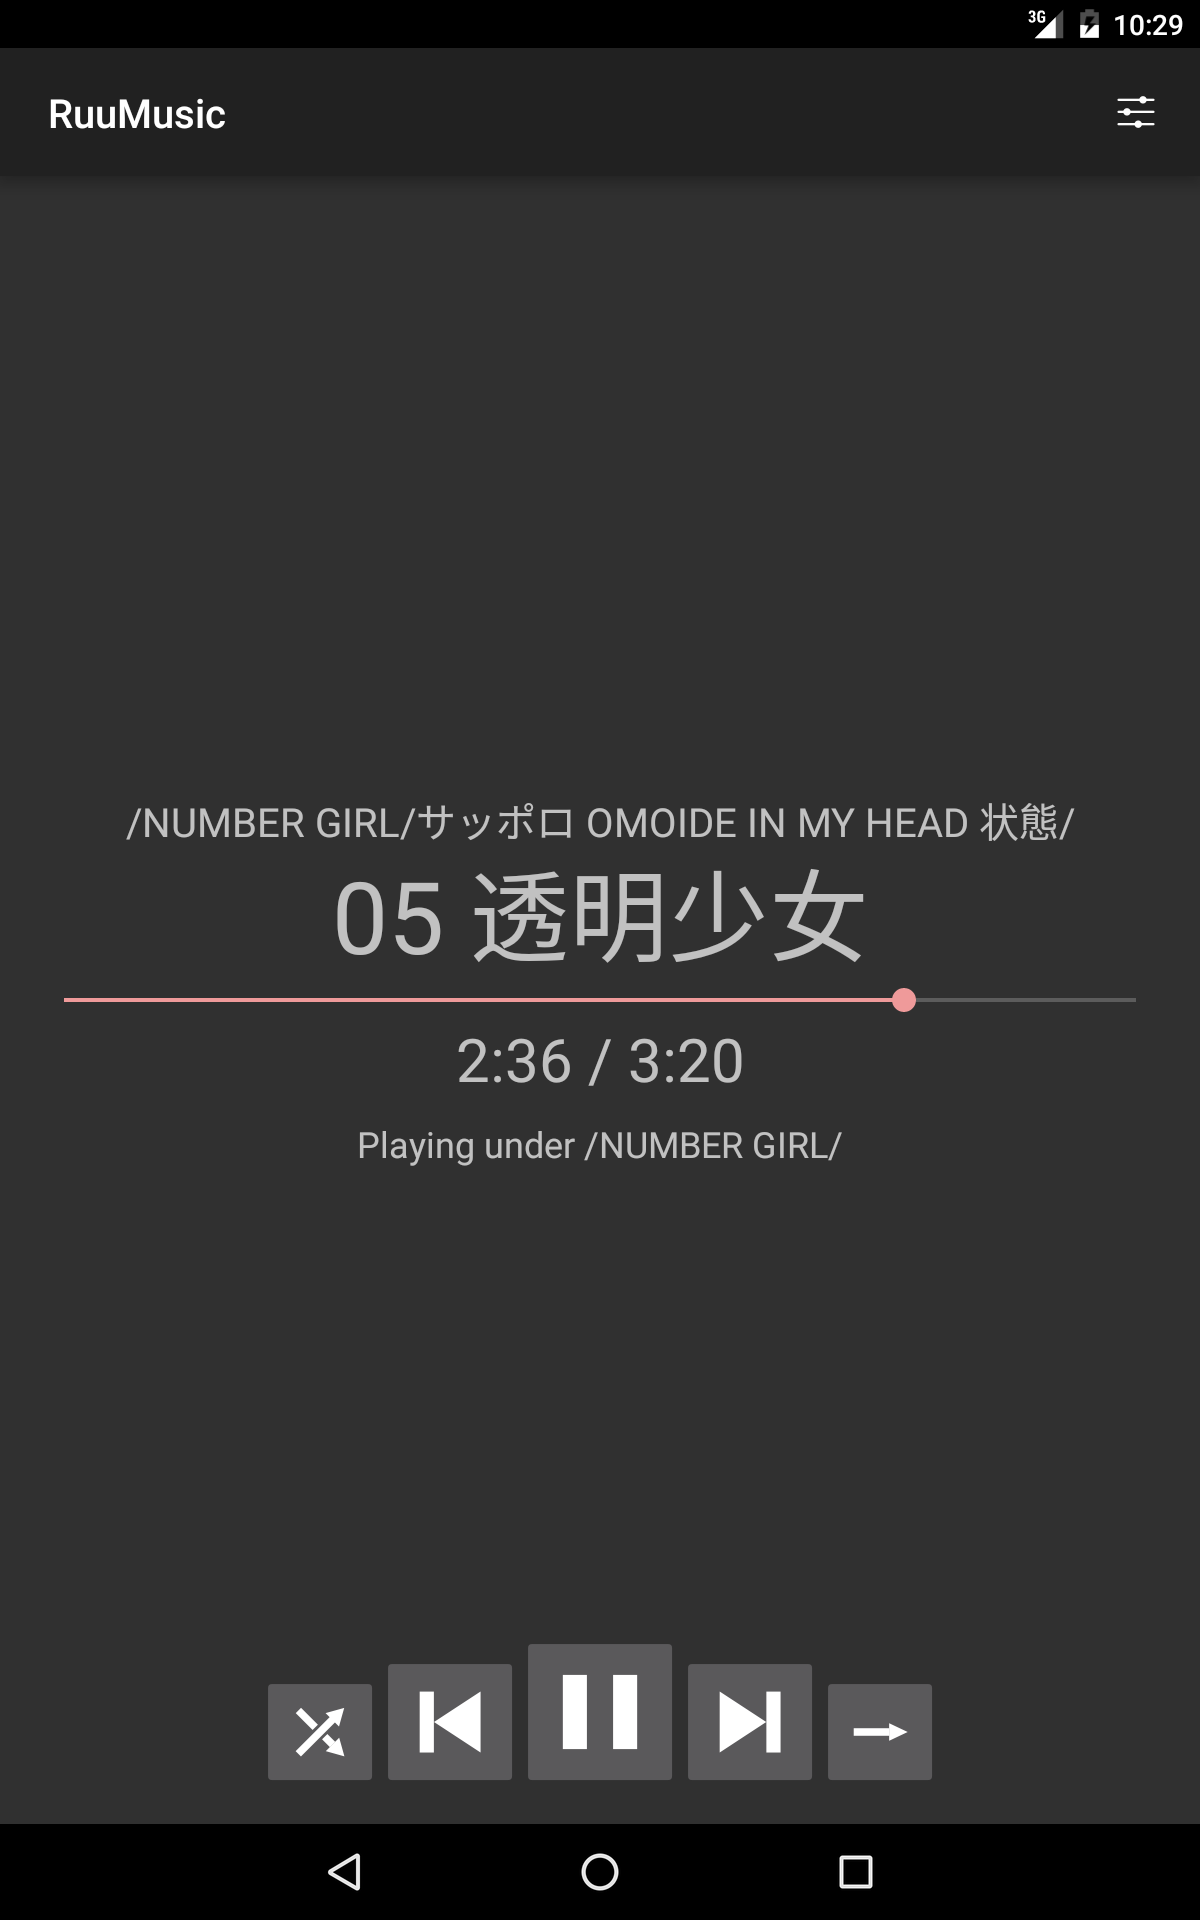 3G 10:29
RuuMusic
/NUMBER GIRL/サッポロ OMOIDE IN MY HEAD 状態/
05 透明少女
2:36 / 3:20
Playing under /NUMBER GIRL/